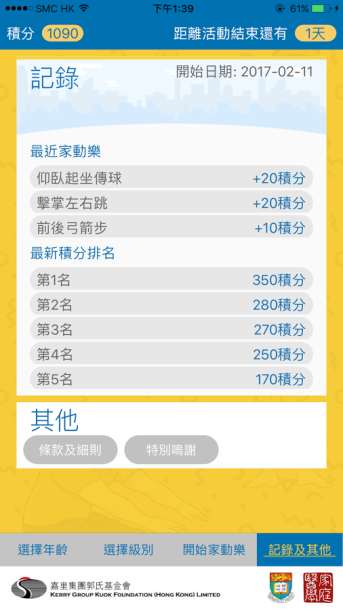 SMC HK 下午1:39 61%
積分 1090 距離活動結束還有 1天
記錄 開始日期: 2017-02-11
最近家動樂
仰臥起坐傳球 +20積分
擊掌左右跳 +20積分
前後弓箭步 +10積分
最新積分排名
第1名 350積分
第2名 280積分
第3名 270積分
第4名 250積分
第5名 170積分
其他
條款及細則 特別鳴謝
選擇年齡 選擇級別 開始家動樂 記錄及其他
嘉里集團郭氏基金會
KERRY GROUP KUOK FOUNDATION (HONG KONG) LIMITED